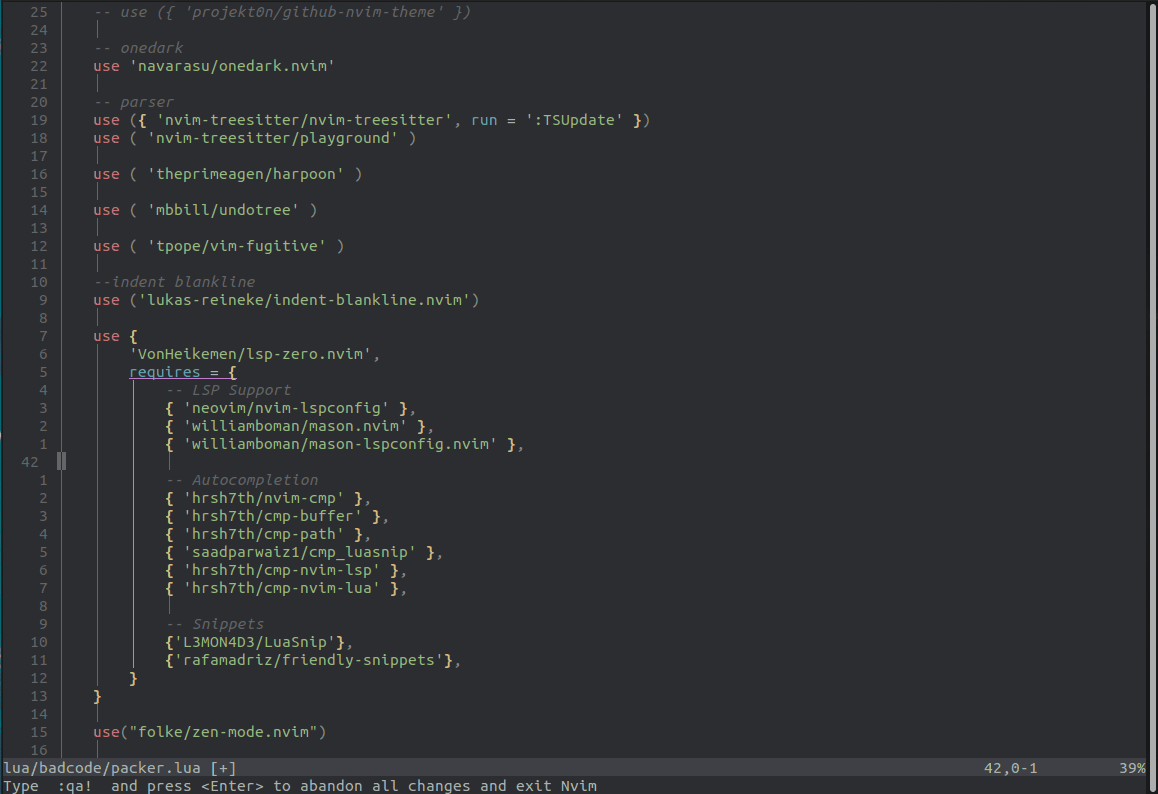 25 -- use ({ 'projekt0n/github-nvim-theme' })
24
23 -- onedark
22 use 'navarasu/onedark.nvim'
21
20 -- parser
19 use ({ 'nvim-treesitter/nvim-treesitter', run = ':TSUpdate' })
18 use ( 'nvim-treesitter/playground' )
17
16 use ( 'theprimeagen/harpoon' )
15
14 use ( 'mbbill/undotree' )
13
12 use ( 'tpope/vim-fugitive' )
11
10 --indent blankline
9 use ('lukas-reineke/indent-blankline.nvim')
8
7 use {
6 'VonHeikemen/lsp-zero.nvim',
5 requires = {
4 -- LSP Support
3 { 'neovim/nvim-lspconfig' },
2 { 'williamboman/mason.nvim' },
1 { 'williamboman/mason-lspconfig.nvim' },
42
1 -- Autocompletion
2 { 'hrsh7th/nvim-cmp' },
3 { 'hrsh7th/cmp-buffer' },
4 { 'hrsh7th/cmp-path' },
5 { 'saadparwaiz1/cmp_luasnip' },
6 { 'hrsh7th/cmp-nvim-lsp' },
7 { 'hrsh7th/cmp-nvim-lua' },
8
9 -- Snippets
10 {'L3MON4D3/LuaSnip'},
11 {'rafamadriz/friendly-snippets'},
12 }
13 }
14
15 use("folke/zen-mode.nvim")
16
lua/badcode/packer.lua [+] 42,0-1 39%
Type  :qa!  and press <Enter> to abandon all changes and exit Nvim